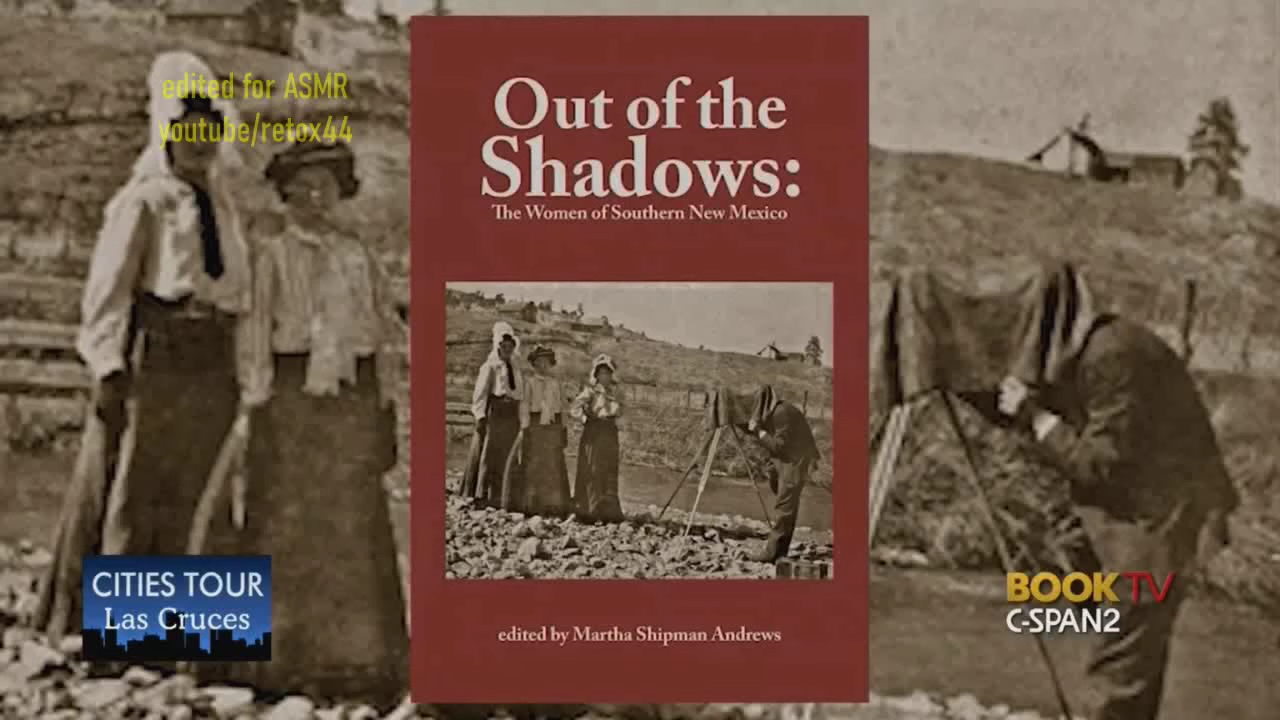 edited for ASMR
youtube/retox44
Out of the
Shadows:
The Women of Southern New Mexico
edited by Martha Shipman Andrews
CITIES TOUR
Las Cruces
BOOK TV
C-SPAN2